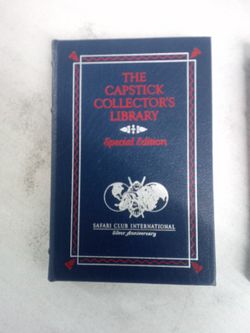 THE
CAPSTICK
COLLECTOR'S
LIBRARY
Special Edition
SAFARI CLUB INTERNATIONAL
Silver Anniversary